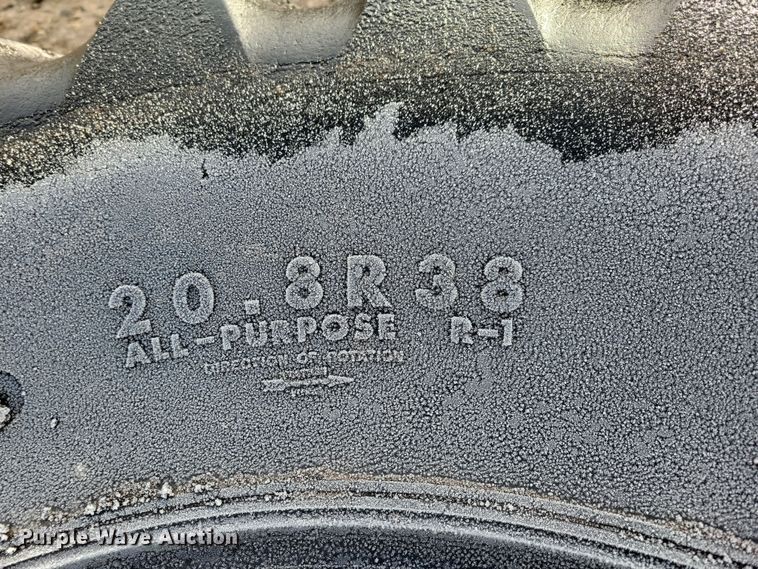 20.8R38
ALL-PURPOSE R-1
DIRECTION OF ROTATION
Purple Wave Auction